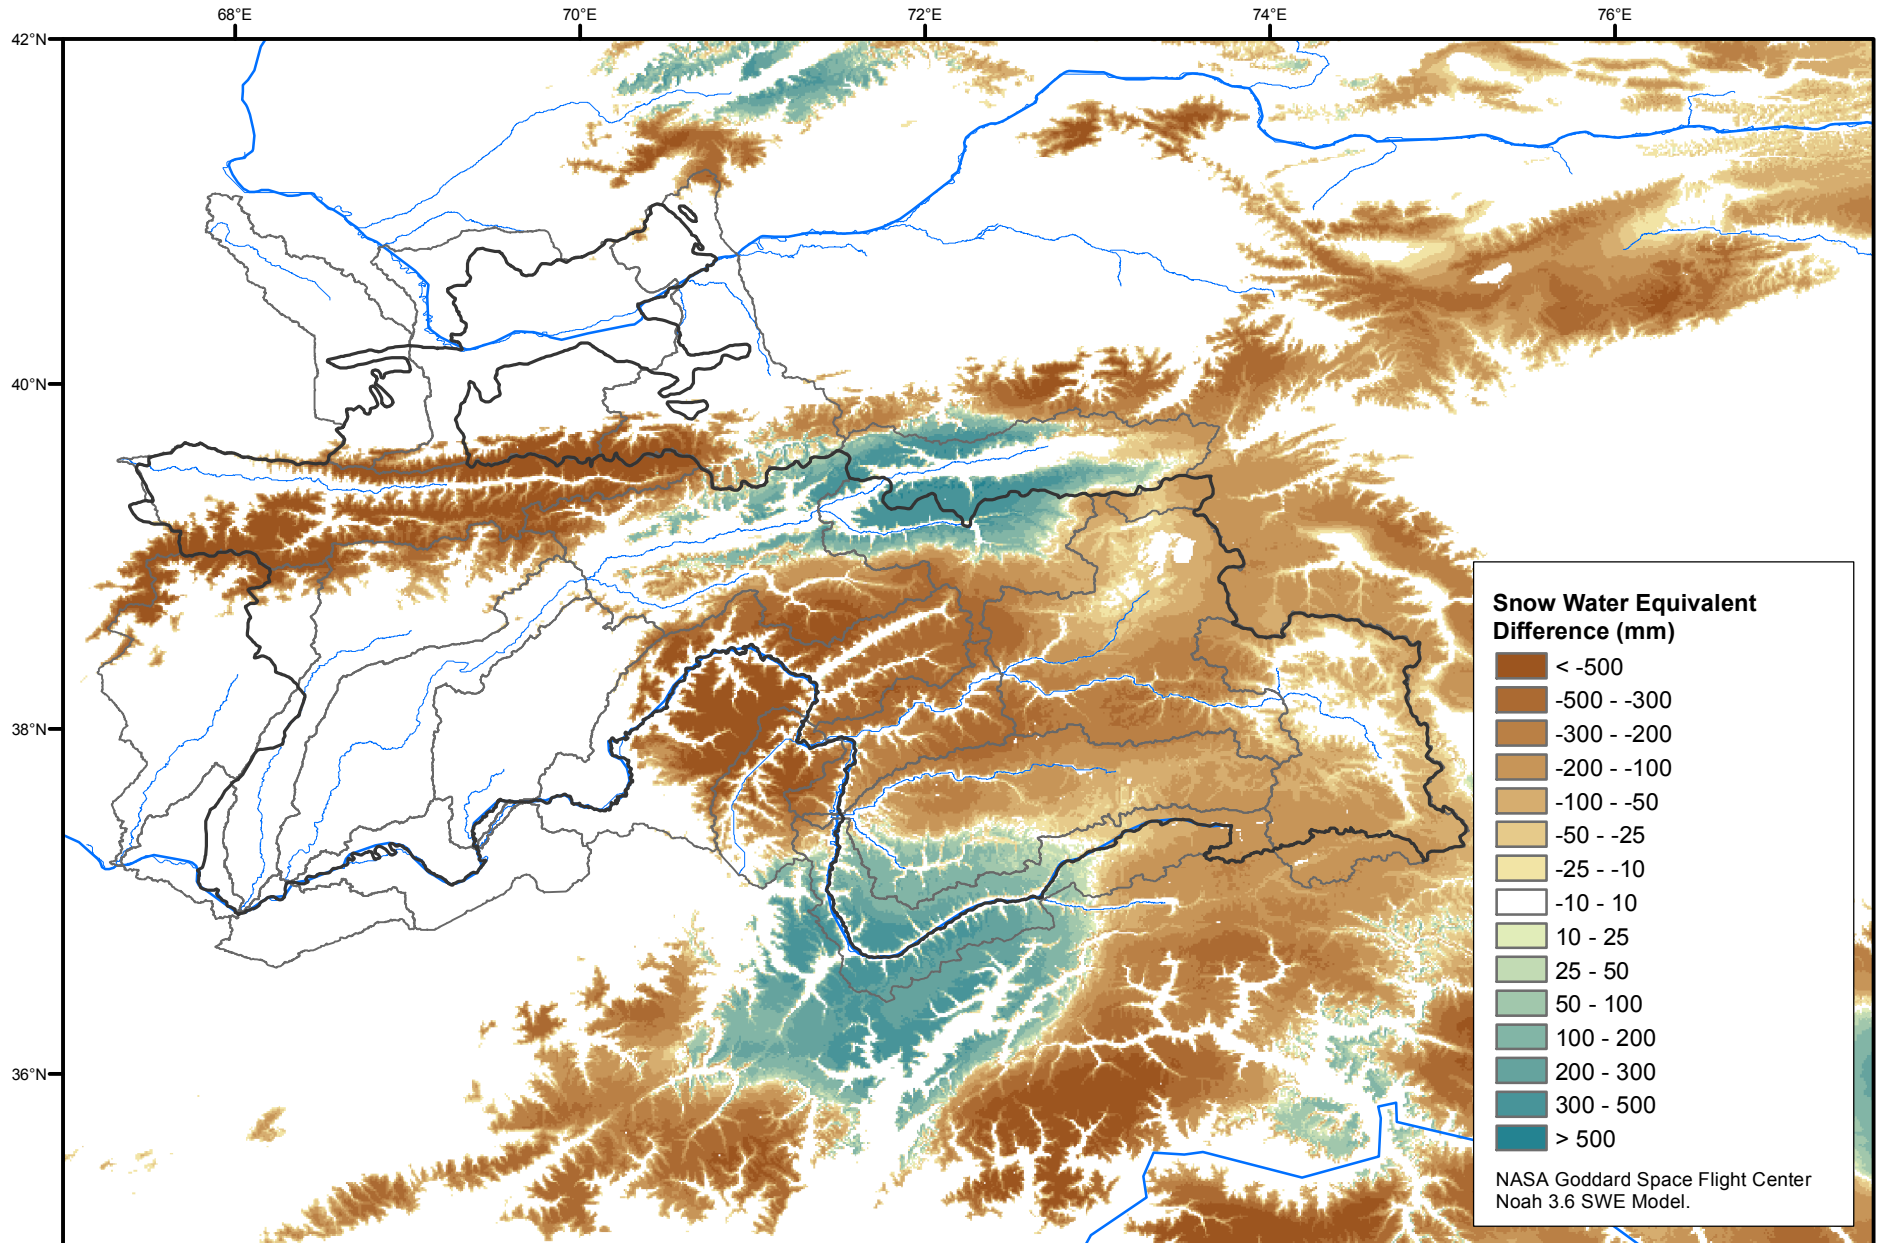 68°E
70°E
72°E
74°E
76°E
42°N
40°N
38°N
36°N
Snow Water Equivalent
Difference (mm)
< -500
-500 - -300
-300 - -200
-200 - -100
-100 - -50
-50 - -25
-25 - -10
-10 - 10
10 - 25
25 - 50
50 - 100
100 - 200
200 - 300
300 - 500
> 500
NASA Goddard Space Flight Center
Noah 3.6 SWE Model.